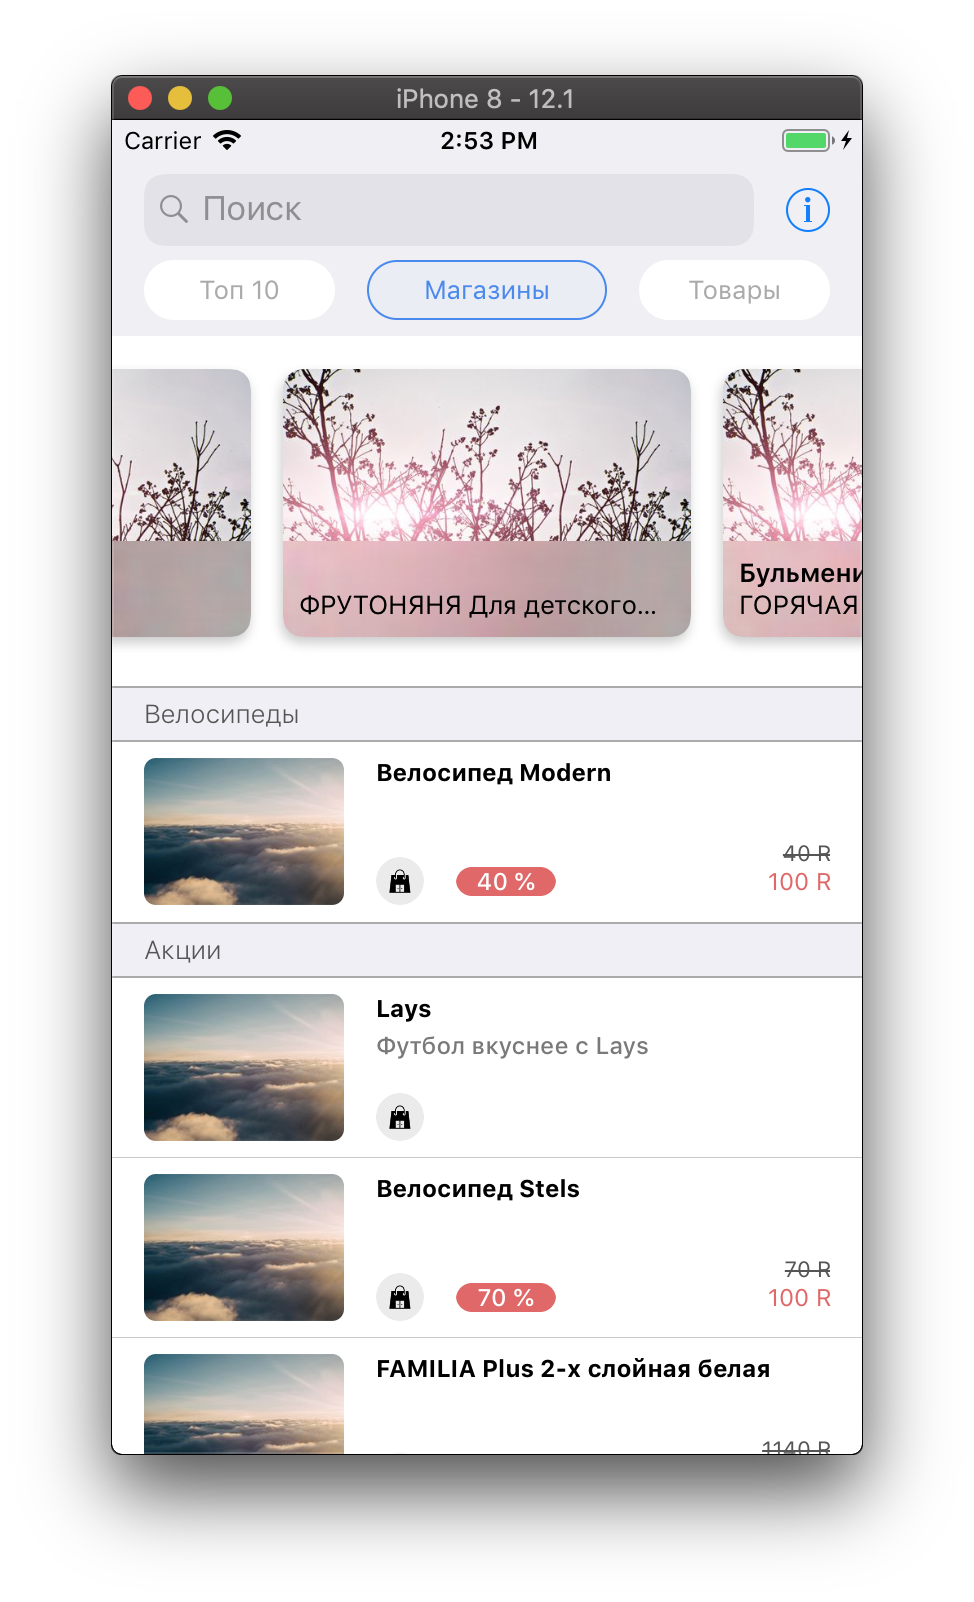 iPhone 8 - 12.1
Carrier 2:53 PM
Поиск
Топ 10 Магазины Товары
ФРУТОНЯНЯ Для детского...
Бульмени
ГОРЯЧАЯ
Велосипеды
Велосипед Modern
40 R
40 % 100 R
Акции
Lays
Футбол вкуснее с Lays
Велосипед Stels
70 R
70 % 100 R
FAMILIA Plus 2-х слойная белая
1140 R